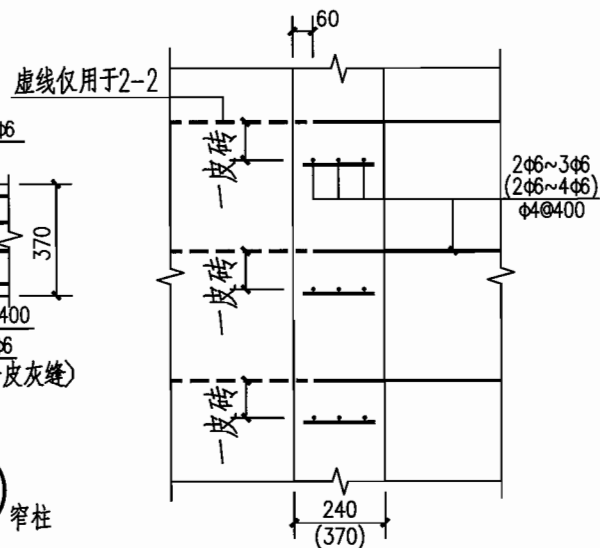 60
虚线仅用于2-2
ϕ6
一皮砖
2ϕ6~3ϕ6
(2ϕ6~4ϕ6)
ϕ4@400
370
一皮砖
400
ϕ6
皮灰缝)
一皮砖
窄柱
240
(370)